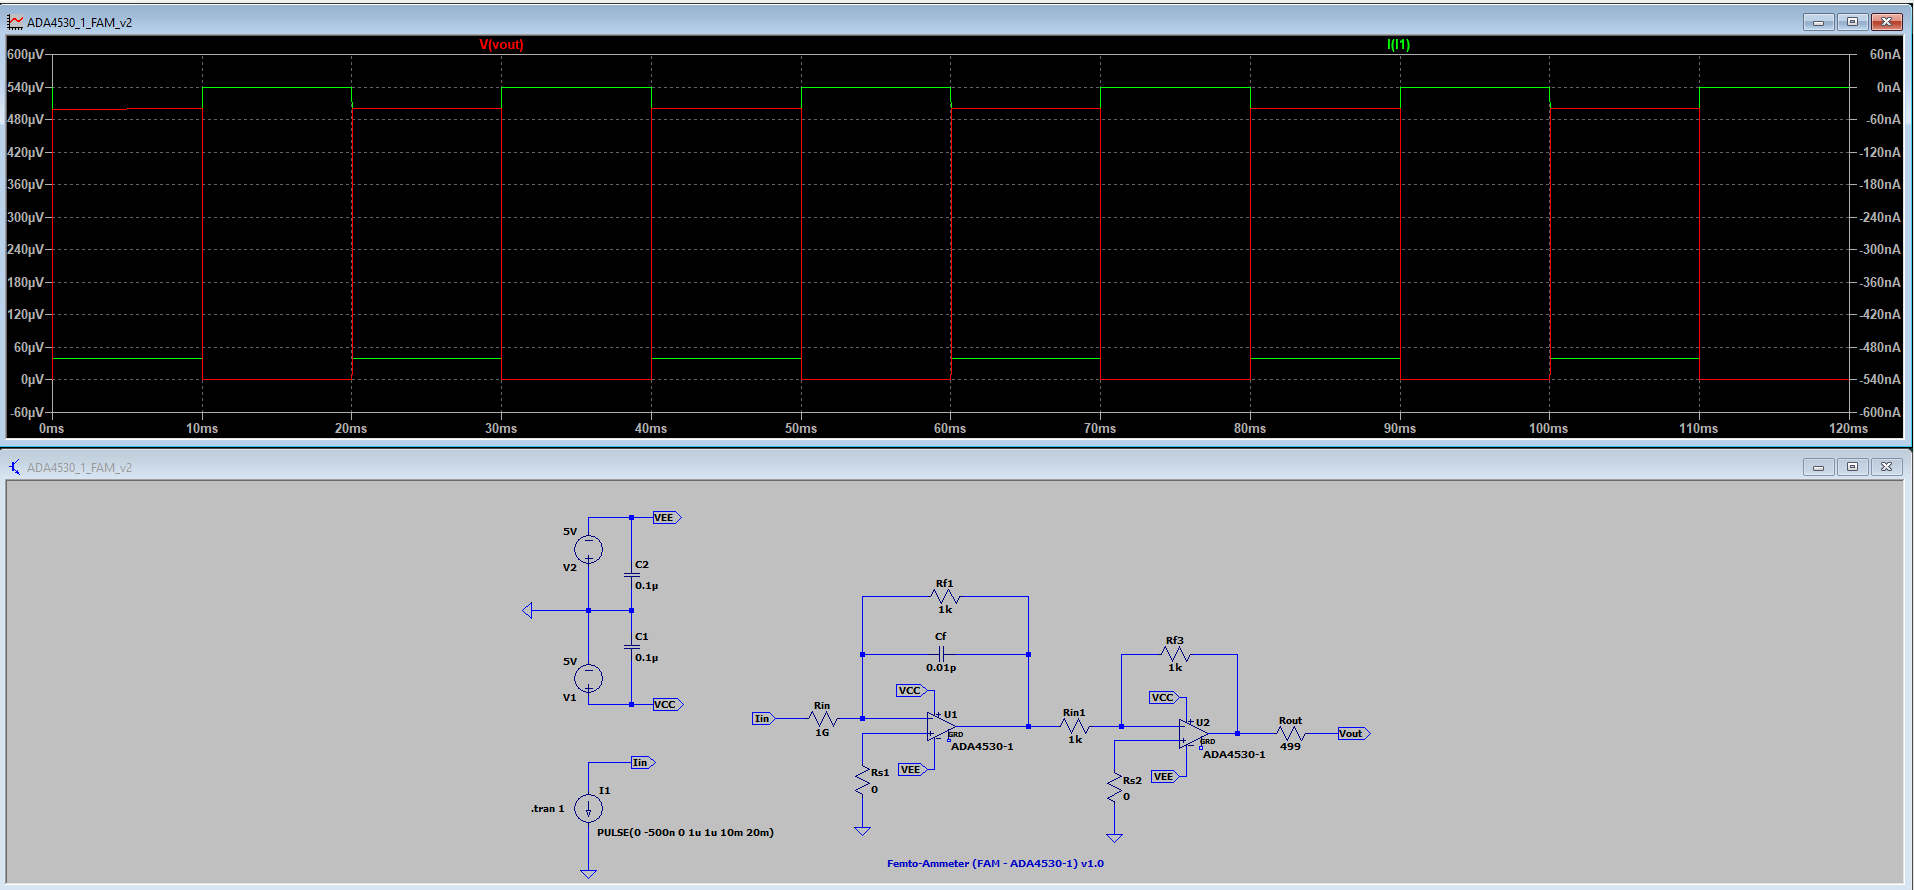 ADA4530_1_FAM_v2
V(vout)
I(I1)
600µV
60nA
540µV
0nA
480µV
-60nA
420µV
-120nA
360µV
-180nA
300µV
-240nA
240µV
-300nA
180µV
-360nA
120µV
-420nA
60µV
-480nA
0µV
-540nA
-60µV
-600nA
0ms
10ms
20ms
30ms
40ms
50ms
60ms
70ms
80ms
90ms
100ms
110ms
120ms
ADA4530_1_FAM_v2
VEE
5V
V2
C2
0.1µ
C1
0.1µ
5V
V1
VCC
Iin
I1
.tran 1
PULSE(0 -500n 0 1u 1u 10m 20m)
Rf1
1k
Cf
0.01p
VCC
Iin
Rin
1G
U1
GRD
ADA4530-1
VEE
Rs1
0
Rin1
1k
Rf3
1k
VCC
U2
GRD
ADA4530-1
VEE
Rs2
0
Rout
499
Vout
Femto-Ammeter (FAM - ADA4530-1) v1.0